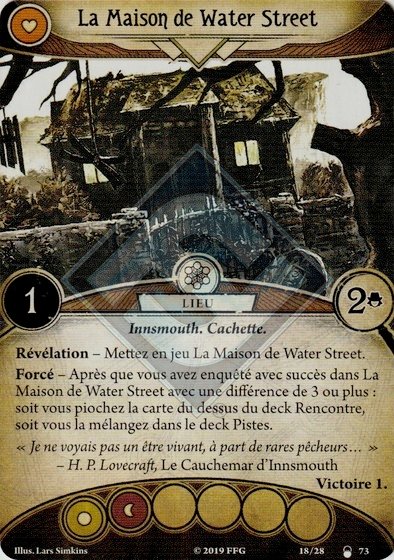 La Maison de Water Street
1
LIEU
2
Innsmouth. Cachette.
Révélation – Mettez en jeu La Maison de Water Street.
Forcé – Après que vous avez enquêté avec succès dans La
Maison de Water Street avec une différence de 3 ou plus :
soit vous piochez la carte du dessus du deck Rencontre,
soit vous la mélangez dans le deck Pistes.
« Je ne voyais pas un être vivant, à part de rares pêcheurs… »
– H. P. Lovecraft, Le Cauchemar d'Innsmouth
Victoire 1.
Illus. Lars Simkins
© 2019 FFG
18/28
73